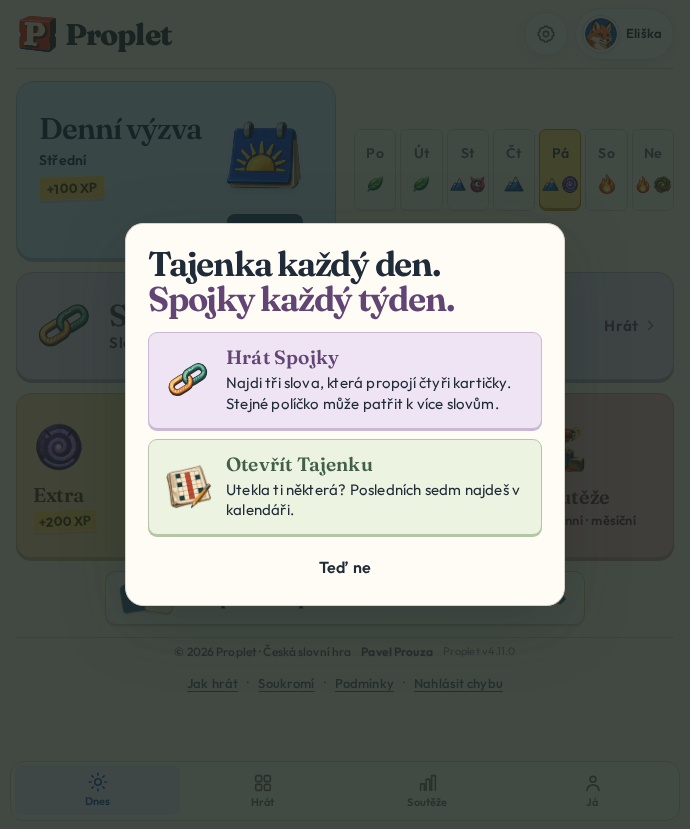 Proplet
Eliška
Denní výzva
Střední
+100 XP
Po
Út
St
Čt
Pá
So
Ne
Tajenka každý den.
Spojky každý týden.
Hrát Spojky
Najdi tři slova, která propojí čtyři kartičky.
Stejné políčko může patřit k více slovům.
Hrát
Otevřít Tajenku
Utekla ti některá? Posledních sedm najdeš v
kalendáři.
Extra
+200 XP
Teď ne
© 2026 Proplet · Česká slovní hra Pavel Prouza Proplet v4.11.0
Jak hrát · Soukromí · Podmínky · Nahlásit chybu
Dnes
Hrát
Soutěže
Já